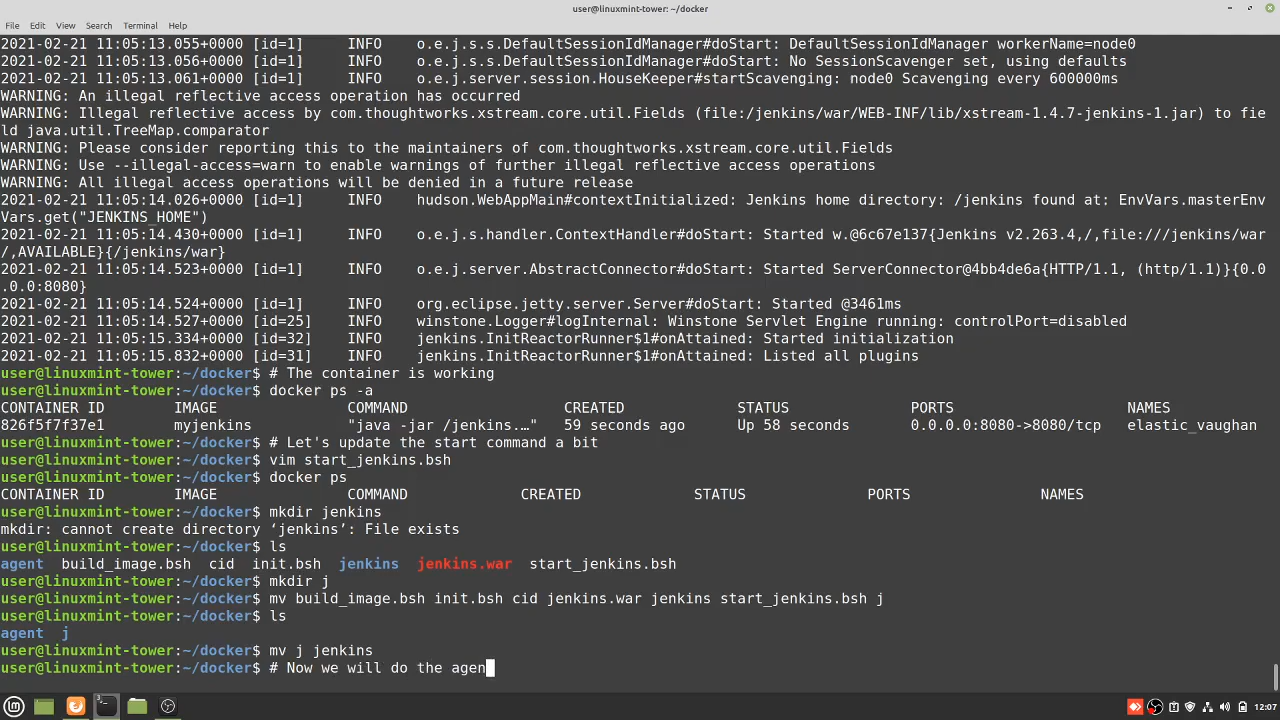 user@linuxmint-tower: ~/docker
File Edit View Search Terminal Help
2021-02-21 11:05:13.055+0000 [id=1] INFO o.e.j.s.s.DefaultSessionIdManager#doStart: DefaultSessionIdManager workerName=node0
2021-02-21 11:05:13.056+0000 [id=1] INFO o.e.j.s.s.DefaultSessionIdManager#doStart: No SessionScavenger set, using defaults
2021-02-21 11:05:13.061+0000 [id=1] INFO o.e.j.server.session.HouseKeeper#startScavenging: node0 Scavenging every 600000ms
WARNING: An illegal reflective access operation has occurred
WARNING: Illegal reflective access by com.thoughtworks.xstream.core.util.Fields (file:/jenkins/war/WEB-INF/lib/xstream-1.4.7-jenkins-1.jar) to fie
ld java.util.TreeMap.comparator
WARNING: Please consider reporting this to the maintainers of com.thoughtworks.xstream.core.util.Fields
WARNING: Use --illegal-access=warn to enable warnings of further illegal reflective access operations
WARNING: All illegal access operations will be denied in a future release
2021-02-21 11:05:14.026+0000 [id=1] INFO hudson.WebAppMain#contextInitialized: Jenkins home directory: /jenkins found at: EnvVars.masterEnv
Vars.get("JENKINS_HOME")
2021-02-21 11:05:14.430+0000 [id=1] INFO o.e.j.s.handler.ContextHandler#doStart: Started w.@6c67e137{Jenkins v2.263.4,/,file:///jenkins/war
/,AVAILABLE}{/jenkins/war}
2021-02-21 11:05:14.523+0000 [id=1] INFO o.e.j.server.AbstractConnector#doStart: Started ServerConnector@4bb4de6a{HTTP/1.1, (http/1.1)}{0.0
.0.0:8080}
2021-02-21 11:05:14.524+0000 [id=1] INFO org.eclipse.jetty.server.Server#doStart: Started @3461ms
2021-02-21 11:05:14.527+0000 [id=25] INFO winstone.Logger#logInternal: Winstone Servlet Engine running: controlPort=disabled
2021-02-21 11:05:15.334+0000 [id=32] INFO jenkins.InitReactorRunner$1#onAttained: Started initialization
2021-02-21 11:05:15.832+0000 [id=31] INFO jenkins.InitReactorRunner$1#onAttained: Listed all plugins
user@linuxmint-tower:~/docker$ # The container is working
user@linuxmint-tower:~/docker$ docker ps -a
CONTAINER ID IMAGE COMMAND CREATED STATUS PORTS NAMES
826f5f7f37e1 myjenkins "java -jar /jenkins.…" 59 seconds ago Up 58 seconds 0.0.0.0:8080->8080/tcp elastic_vaughan
user@linuxmint-tower:~/docker$ # Let's update the start command a bit
user@linuxmint-tower:~/docker$ vim start_jenkins.bsh
user@linuxmint-tower:~/docker$ docker ps
CONTAINER ID IMAGE COMMAND CREATED STATUS PORTS NAMES
user@linuxmint-tower:~/docker$ mkdir jenkins
mkdir: cannot create directory ‘jenkins’: File exists
user@linuxmint-tower:~/docker$ ls
agent build_image.bsh cid init.bsh jenkins jenkins.war start_jenkins.bsh
user@linuxmint-tower:~/docker$ mkdir j
user@linuxmint-tower:~/docker$ mv build_image.bsh init.bsh cid jenkins.war jenkins start_jenkins.bsh j
user@linuxmint-tower:~/docker$ ls
agent j
user@linuxmint-tower:~/docker$ mv j jenkins
user@linuxmint-tower:~/docker$ # Now we will do the agen
3
12:07